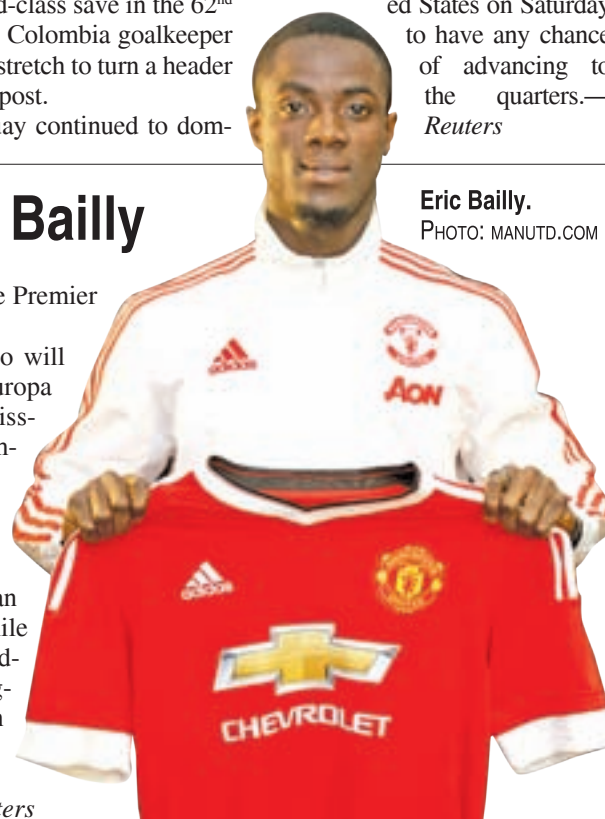 d-class save in the 62nd
Colombia goalkeeper
stretch to turn a header
post.
ay continued to dom-
ed States on Saturday
to have any chance
of advancing to
the quarters.—
Reuters
Bailly
e Premier
o will
uropa
iss-
n-
an
ile
d-
g-
n
ters
Eric Bailly.
PHOTO: MANUTD.COM
adidas
AON
adidas
CHEVROLET